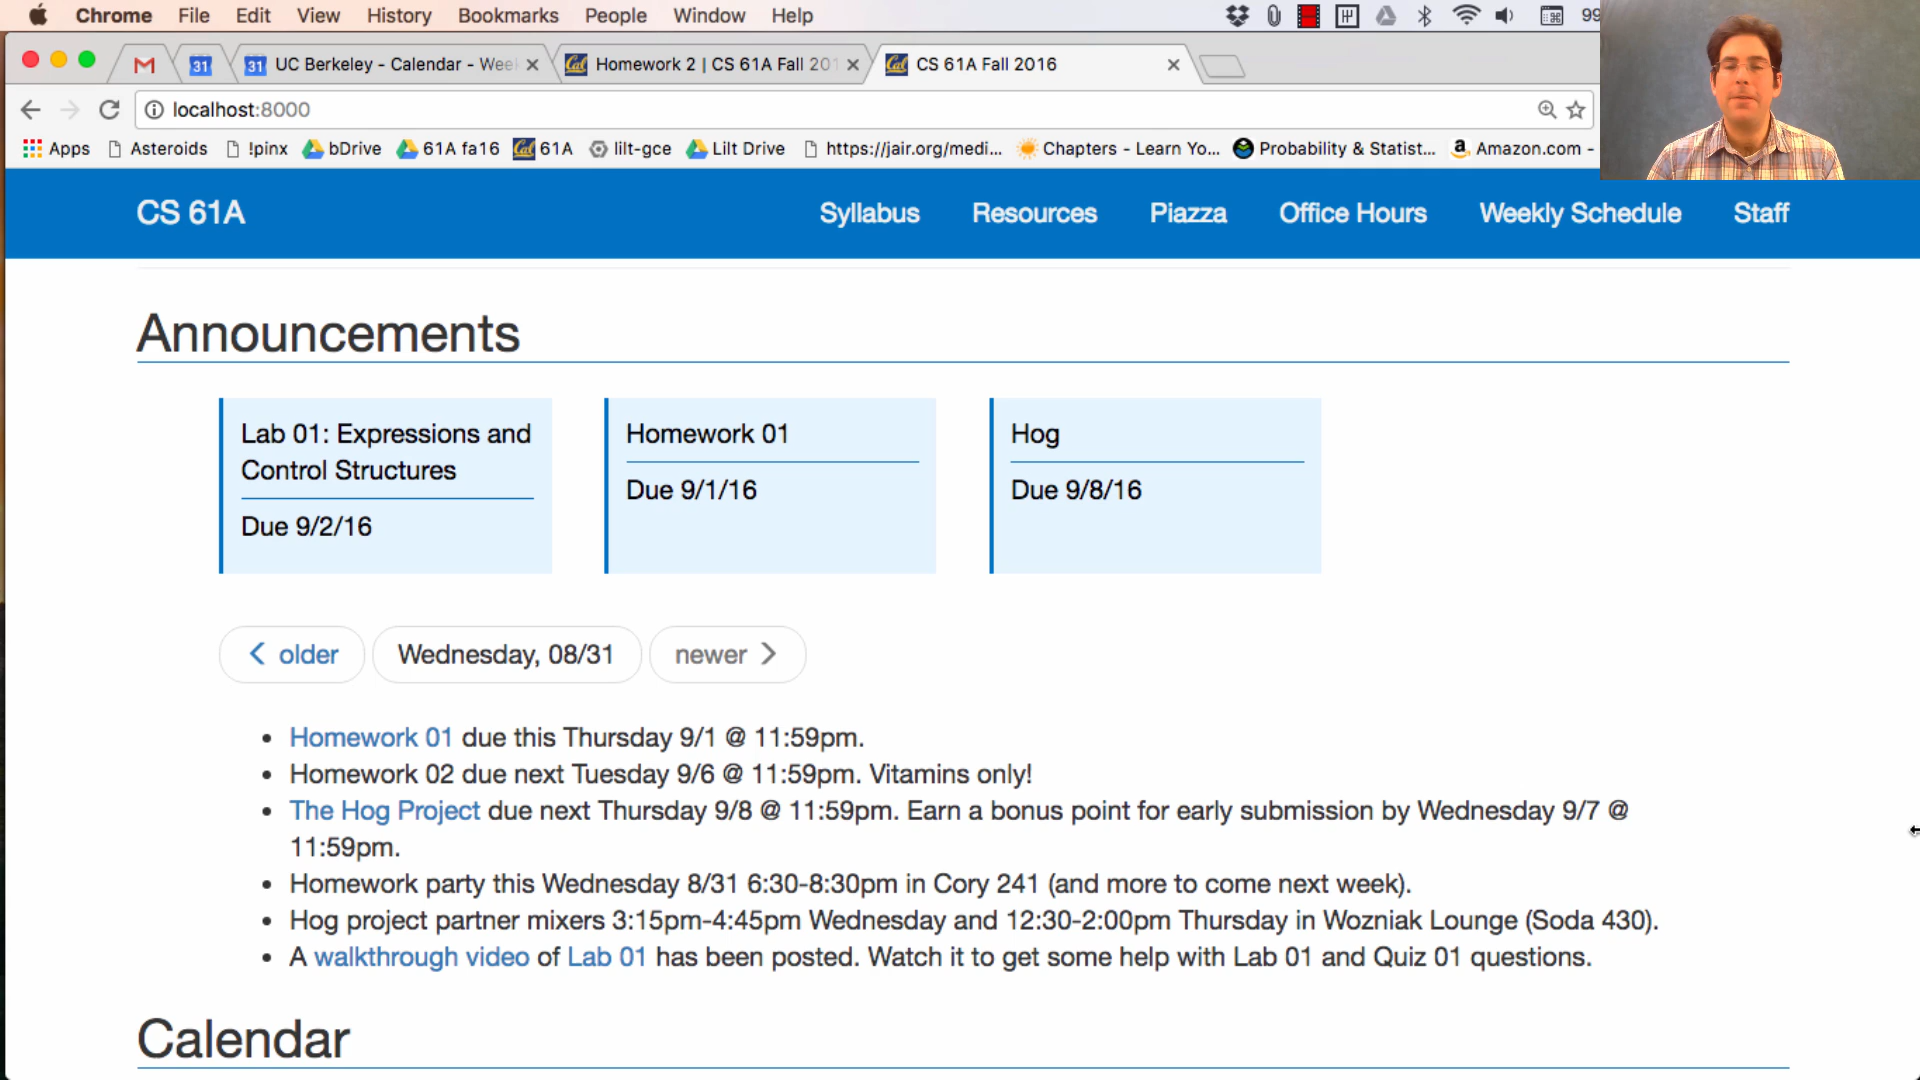 Chrome File Edit View History Bookmarks People Window Help 99
31 31 UC Berkeley - Calendar - Wee Homework 2 | CS 61A Fall 201 CS 61A Fall 2016
localhost:8000
Apps Asteroids !pinx bDrive 61A fa16 Cal 61A lilt-gce Lilt Drive https://jair.org/medi... Chapters - Learn Yo... Probability & Statist... Amazon.com -
CS 61A Syllabus Resources Piazza Office Hours Weekly Schedule Staff
Announcements
Lab 01: Expressions and
Control Structures
Due 9/2/16
Homework 01
Due 9/1/16
Hog
Due 9/8/16
older Wednesday, 08/31 newer
Homework 01 due this Thursday 9/1 @ 11:59pm.
Homework 02 due next Tuesday 9/6 @ 11:59pm. Vitamins only!
The Hog Project due next Thursday 9/8 @ 11:59pm. Earn a bonus point for early submission by Wednesday 9/7 @
11:59pm.
Homework party this Wednesday 8/31 6:30-8:30pm in Cory 241 (and more to come next week).
Hog project partner mixers 3:15pm-4:45pm Wednesday and 12:30-2:00pm Thursday in Wozniak Lounge (Soda 430).
A walkthrough video of Lab 01 has been posted. Watch it to get some help with Lab 01 and Quiz 01 questions.
Calendar